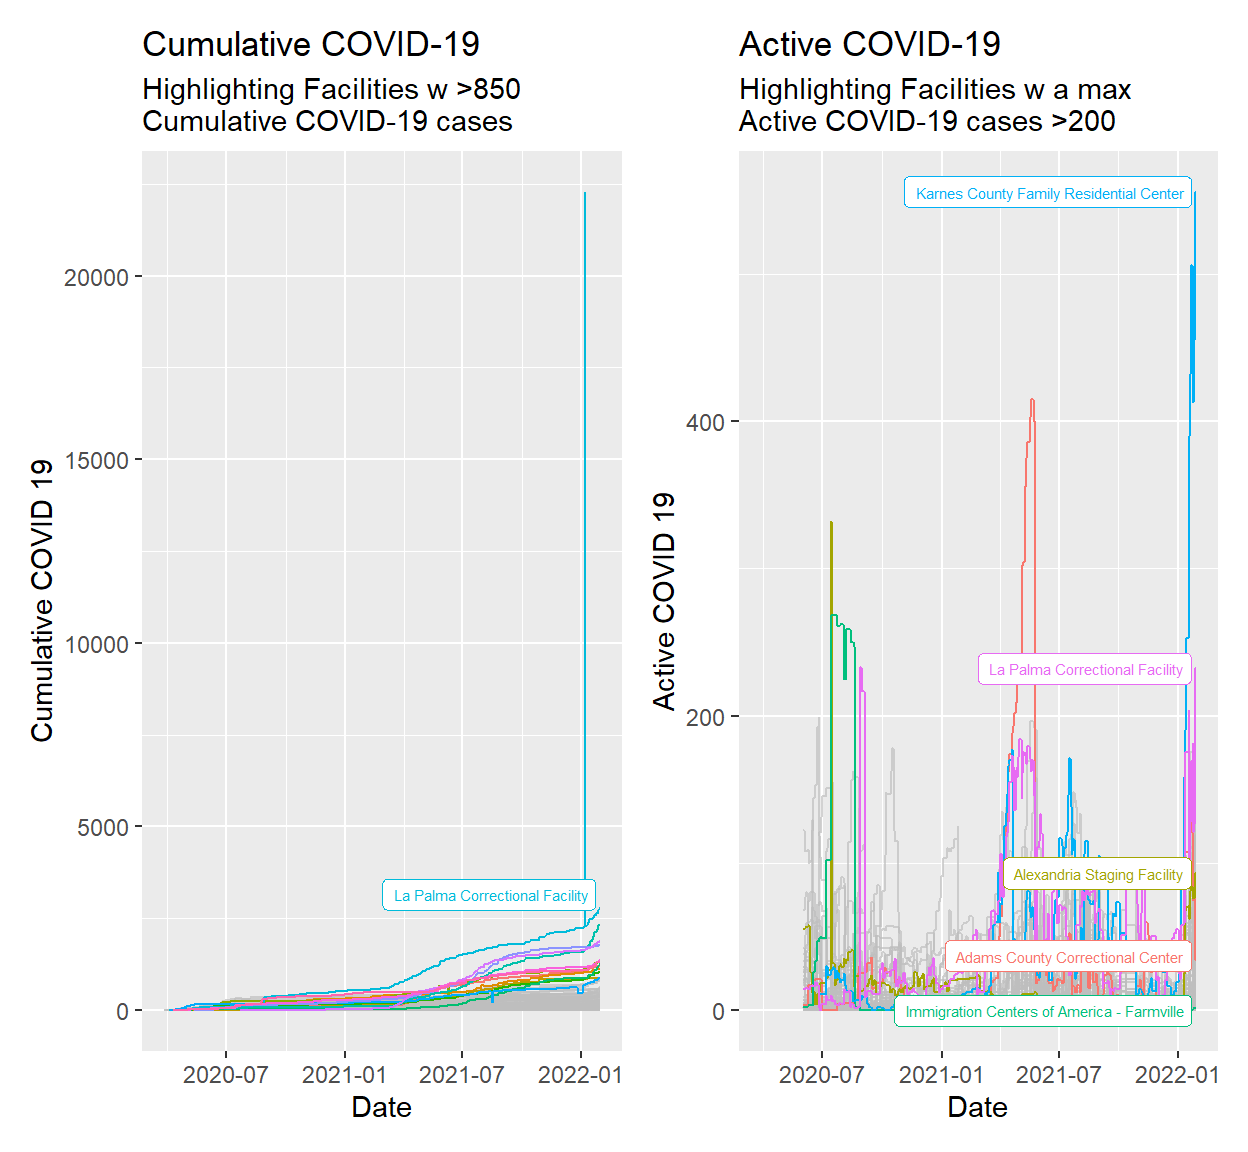 Cumulative COVID-19
Highlighting Facilities w >850
Cumulative COVID-19 cases
Cumulative COVID 19
20000
15000
10000
5000
0
La Palma Correctional Facility
2020-07
2021-01
2021-07
2022-01
Date
Active COVID-19
Highlighting Facilities w a max
Active COVID-19 cases >200
Active COVID 19
400
200
0
Karnes County Family Residential Center
La Palma Correctional Facility
Alexandria Staging Facility
Adams County Correctional Center
Immigration Centers of America - Farmville
2020-07
2021-01
2021-07
2022-01
Date